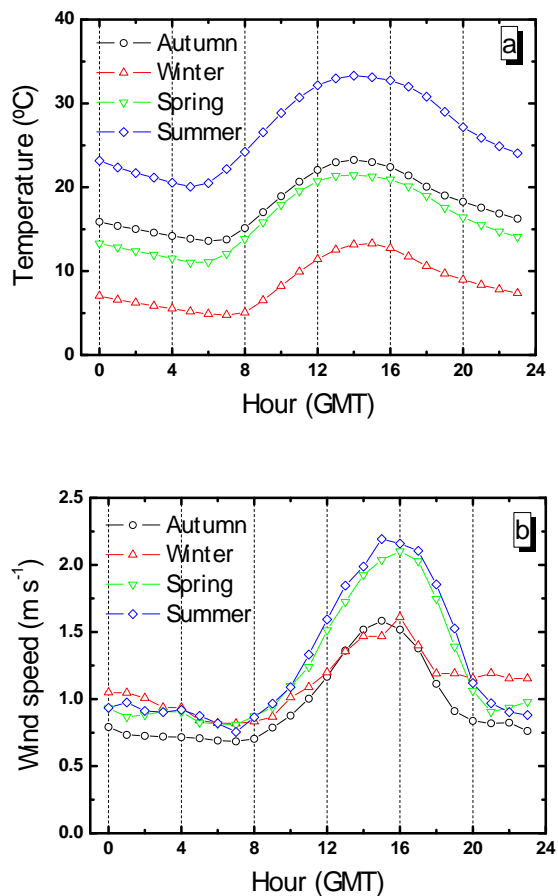 a
40
30
20
10
0
Temperature (ºC)
Autumn
Winter
Spring
Summer
0 4 8 12 16 20 24
Hour (GMT)
b
2.5
2.0
1.5
1.0
0.5
0.0
Wind speed (m s-1)
Autumn
Winter
Spring
Summer
0 4 8 12 16 20 24
Hour (GMT)